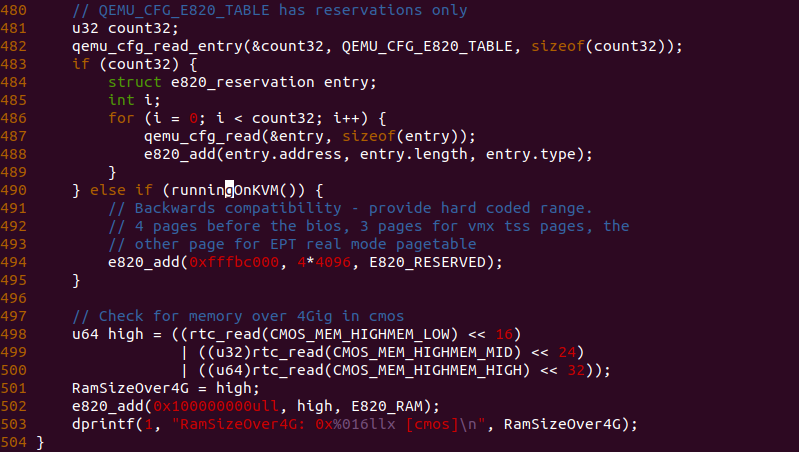 480     // QEMU_CFG_E820_TABLE has reservations only
481     u32 count32;
482     qemu_cfg_read_entry(&count32, QEMU_CFG_E820_TABLE, sizeof(count32));
483     if (count32) {
484         struct e820_reservation entry;
485         int i;
486         for (i = 0; i < count32; i++) {
487             qemu_cfg_read(&entry, sizeof(entry));
488             e820_add(entry.address, entry.length, entry.type);
489         }
490     } else if (runningOnKVM()) {
491         // Backwards compatibility - provide hard coded range.
492         // 4 pages before the bios, 3 pages for vmx tss pages, the
493         // other page for EPT real mode pagetable
494         e820_add(0xfffbc000, 4*4096, E820_RESERVED);
495     }
496
497     // Check for memory over 4Gig in cmos
498     u64 high = ((rtc_read(CMOS_MEM_HIGHMEM_LOW) << 16)
499                 | ((u32)rtc_read(CMOS_MEM_HIGHMEM_MID) << 24)
500                 | ((u64)rtc_read(CMOS_MEM_HIGHMEM_HIGH) << 32));
501     RamSizeOver4G = high;
502     e820_add(0x100000000ull, high, E820_RAM);
503     dprintf(1, "RamSizeOver4G: 0x%016llx [cmos]\n", RamSizeOver4G);
504 }